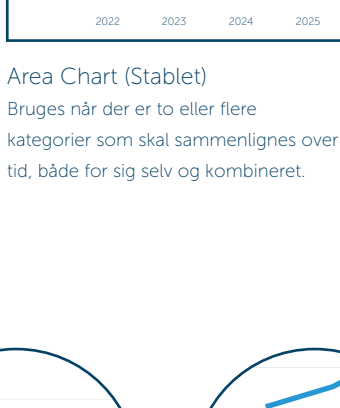 2022 2023 2024 2025
Area Chart (Stablet)
Bruges når der er to eller flere
kategorier som skal sammenlignes over
tid, både for sig selv og kombineret.